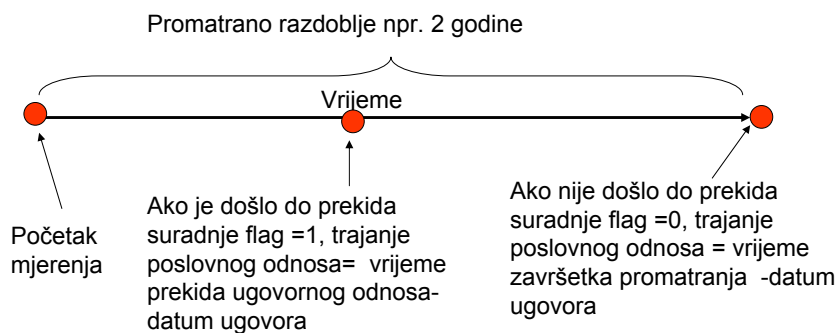 Promatrano razdoblje npr. 2 godine
Vrijeme
Početak
mjerenja
Ako je došlo do prekida
suradnje flag =1, trajanje
poslovnog odnosa=  vrijeme
prekida ugovornog odnosa-
datum ugovora
Ako nije došlo do prekida
suradnje flag=0, trajanje
poslovnog odnosa = vrijeme
završetka promatranja  -datum
ugovora